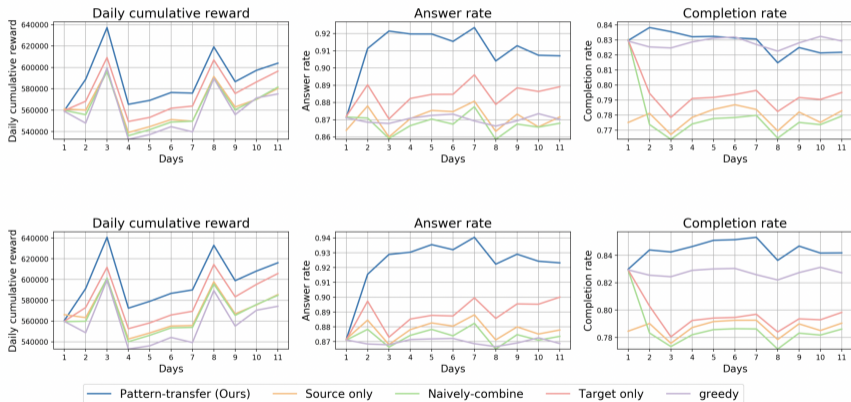 Daily cumulative reward
Answer rate
Completion rate
Daily cumulative reward
640000
620000
600000
580000
560000
540000
1 2 3 4 5 6 7 8 9 10 11
Days
Answer rate
0.92
0.91
0.90
0.89
0.88
0.87
0.86
1 2 3 4 5 6 7 8 9 10 11
Days
Completion rate
0.84
0.83
0.82
0.81
0.80
0.79
0.78
0.77
1 2 3 4 5 6 7 8 9 10 11
Days
Daily cumulative reward
Answer rate
Completion rate
Daily cumulative reward
640000
620000
600000
580000
560000
540000
1 2 3 4 5 6 7 8 9 10 11
Days
Answer rate
0.94
0.93
0.92
0.91
0.90
0.89
0.88
0.87
1 2 3 4 5 6 7 8 9 10 11
Days
Completion rate
0.84
0.82
0.80
0.78
1 2 3 4 5 6 7 8 9 10 11
Days
Pattern-transfer (Ours) Source only Naively-combine Target only greedy